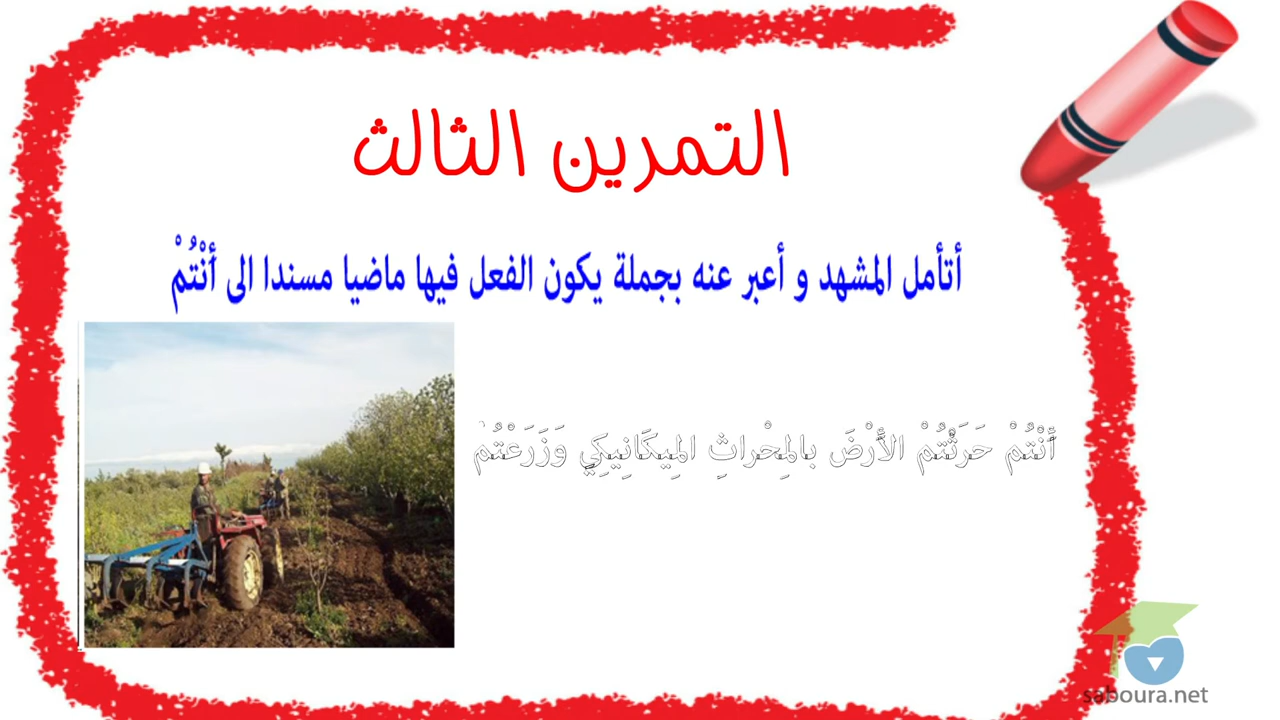 التمرين الثالث
أتأمل المشهد و أعبر عنه بجملة يكون الفعل فيها ماضيا مسندا الى أَنْتُمْ
أَنْتُمْ حَرَثْتُمْ الأَرْضَ بالمِحْراثِ المِيكَانِيكِي وَزَرَعْتُمْ
saboura.net